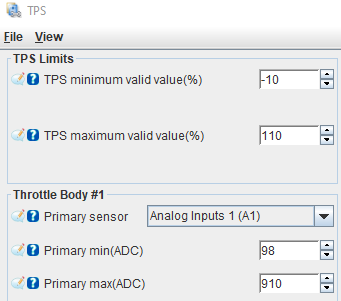 TPS
File View
TPS Limits
TPS minimum valid value(%) -10
TPS maximum valid value(%) 110
Throttle Body #1
Primary sensor Analog Inputs 1 (A1)
Primary min(ADC) 98
Primary max(ADC) 910